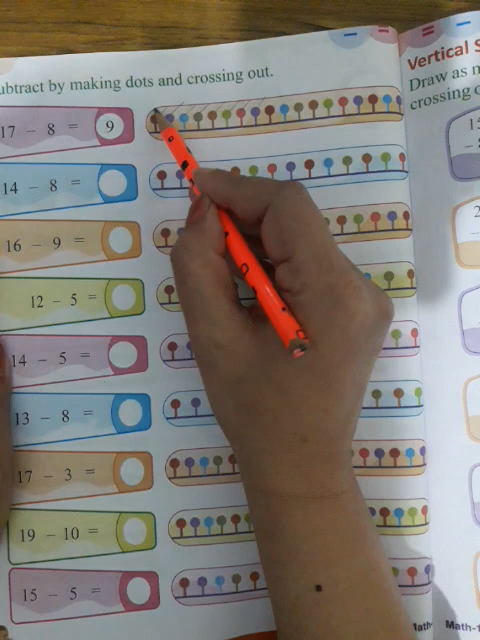 ubtract by making dots and crossing out.
17 - 8 = 9
14 - 8 =
16 - 9 =
12 - 5 =
14 - 5 =
13 - 8 =
17 - 3 =
19 - 10 =
15 - 5 =
Vertical S
Draw as
crossing
Math-1